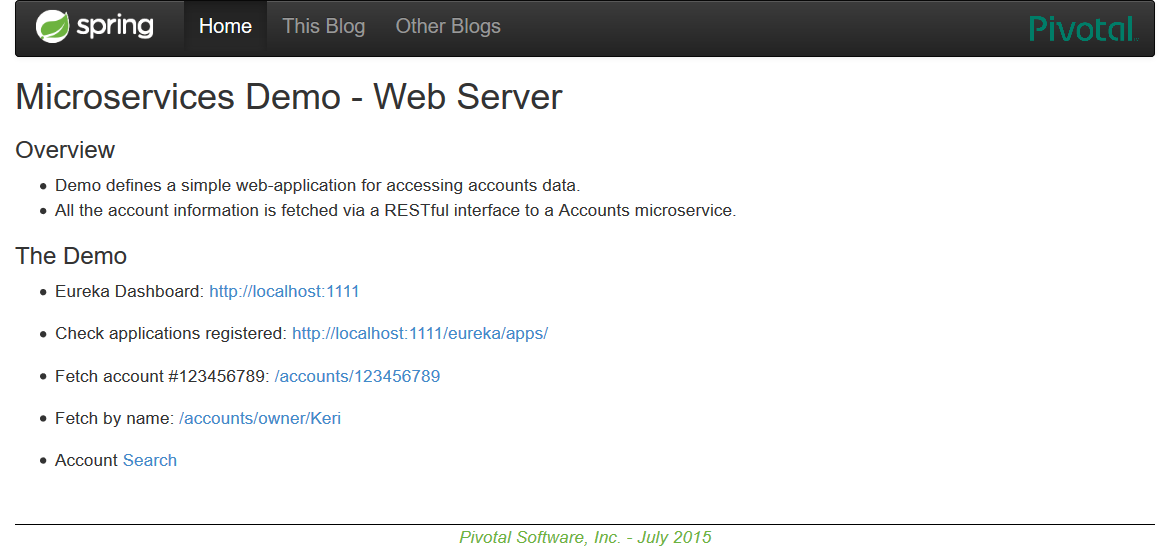 spring Home This Blog Other Blogs Pivotal
Microservices Demo - Web Server
Overview
Demo defines a simple web-application for accessing accounts data.
All the account information is fetched via a RESTful interface to a Accounts microservice.
The Demo
Eureka Dashboard: http://localhost:1111
Check applications registered: http://localhost:1111/eureka/apps/
Fetch account #123456789: /accounts/123456789
Fetch by name: /accounts/owner/Keri
Account Search
Pivotal Software, Inc. - July 2015